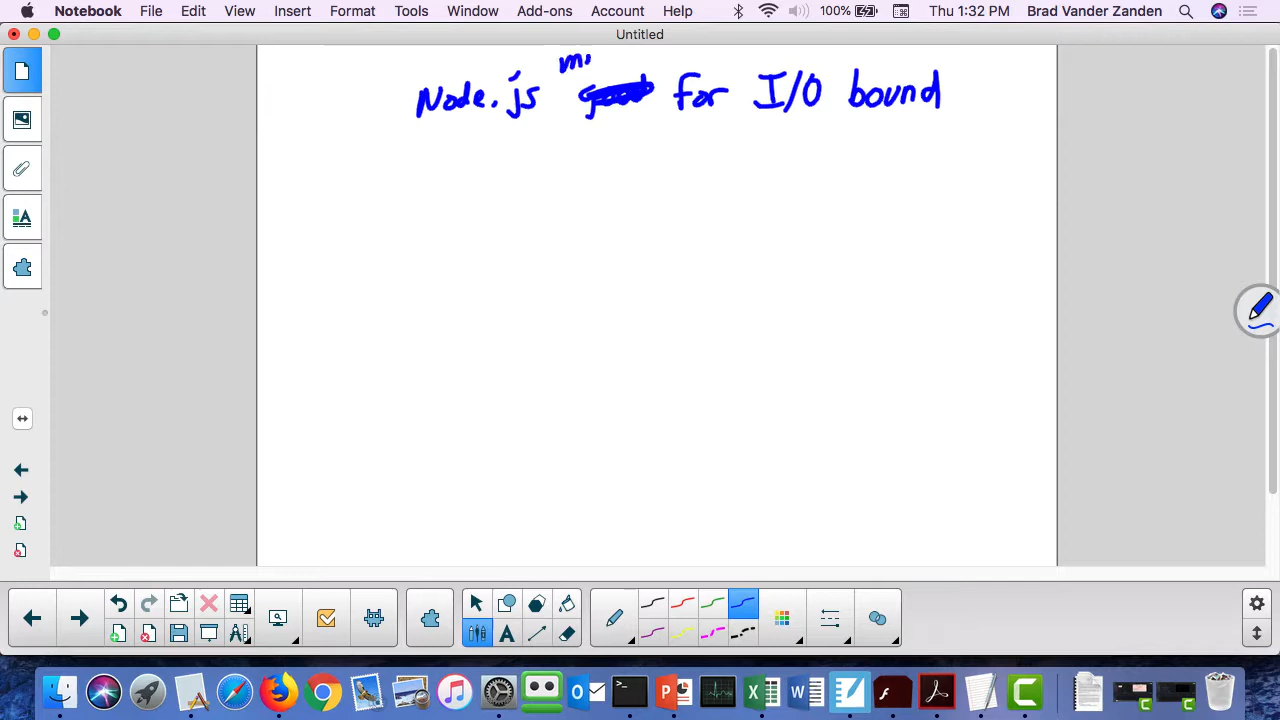 Notebook File Edit View Insert Format Tools Window Add-ons Account Help 100% Thu 1:32 PM Brad Vander Zanden
Untitled
m
Node.js for I/O bound